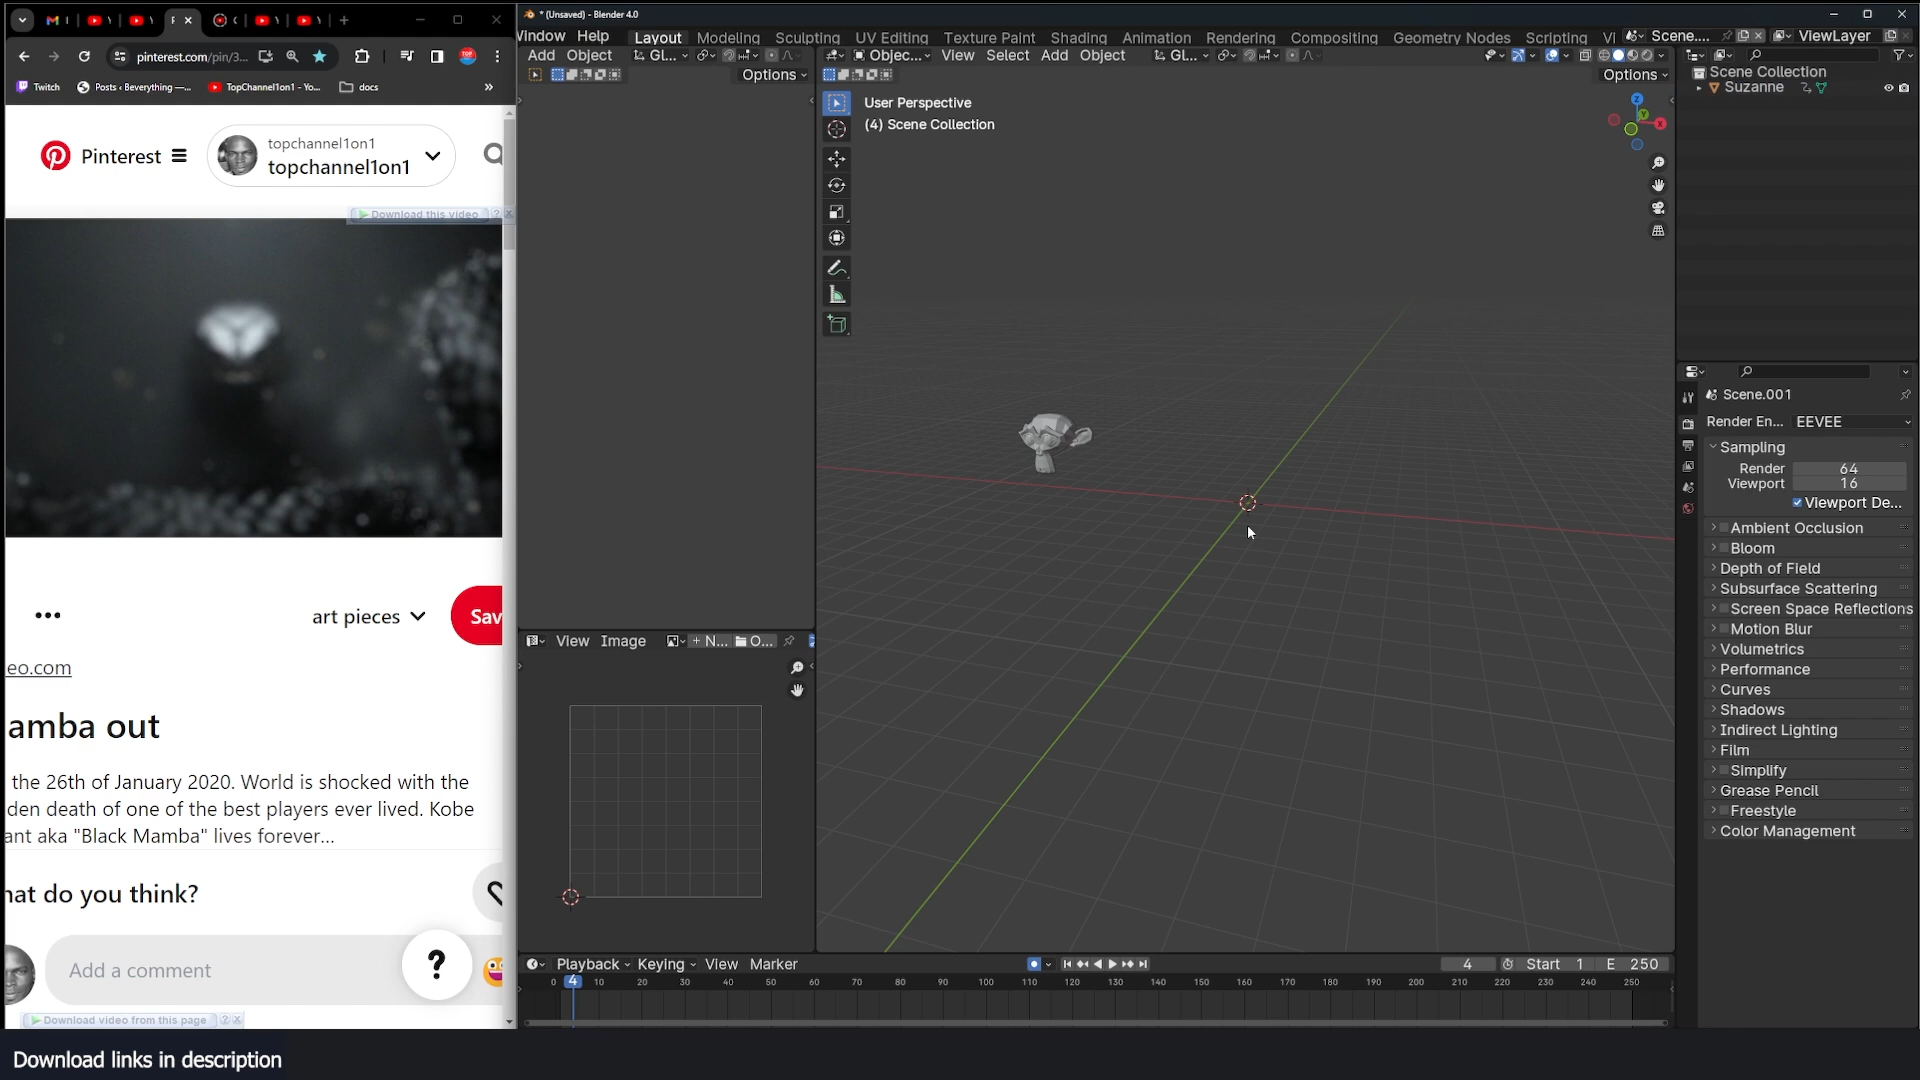 pinterest.com/pin/3...
Twitch
Posts ‹ Beverything —...
TopChannel1on1 - Yo...
docs
»
Pinterest
topchannel1on1
topchannel1on1
Download this video
?
art pieces
Sav
eo.com
amba out
the 26th of January 2020. World is shocked with the
den death of one of the best players ever lived. Kobe
ant aka "Black Mamba" lives forever...
hat do you think?
Add a comment
?
Download video from this page
?
* (Unsaved) - Blender 4.0
Window Help Layout Modeling Sculpting UV Editing Texture Paint Shading Animation Rendering Compositing Geometry Nodes Scripting VI Scene.... ViewLayer
Add Object GL... Objec... View Select Add Object GL...
Options
Options
User Perspective
(4) Scene Collection
Z
Y
X
Scene Collection
Suzanne
Scene.001
Render En... EEVEE
Sampling
Render 64
Viewport 16
Viewport De...
Ambient Occlusion
Bloom
Depth of Field
Subsurface Scattering
Screen Space Reflections
Motion Blur
Volumetrics
Performance
Curves
Shadows
Indirect Lighting
Film
Simplify
Grease Pencil
Freestyle
Color Management
View Image + N... O...
Playback Keying View Marker 4 Start 1 E 250
0 4 10 20 30 40 50 60 70 80 90 100 110 120 130 140 150 160 170 180 190 200 210 220 230 240 250
Download links in description